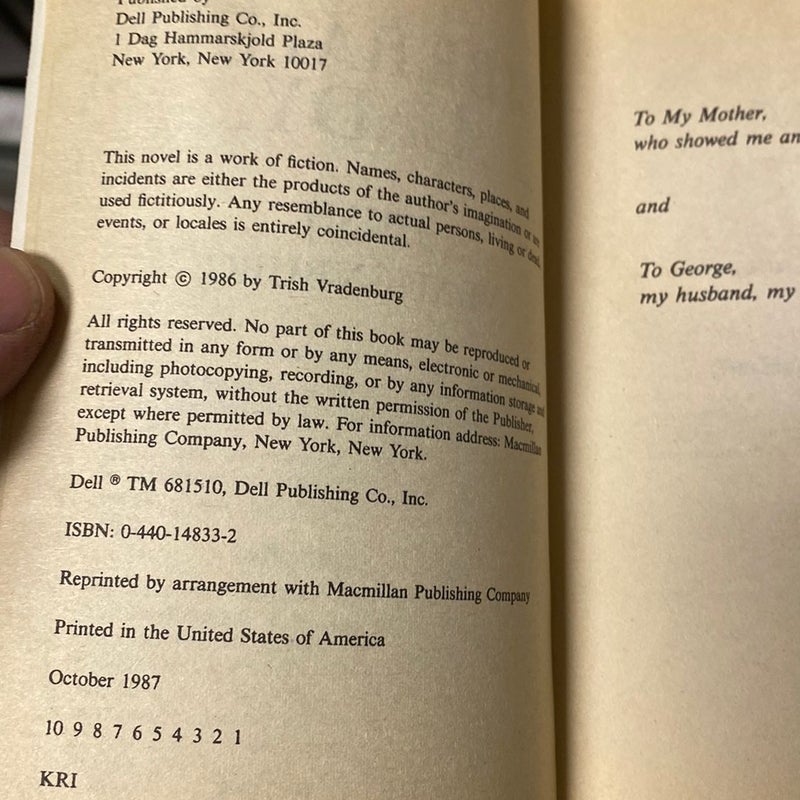 Published by
Dell Publishing Co., Inc.
1 Dag Hammarskjold Plaza
New York, New York 10017
This novel is a work of fiction. Names, characters, places, and
incidents are either the products of the author's imagination or are
used fictitiously. Any resemblance to actual persons, living or dead,
events, or locales is entirely coincidental.
Copyright © 1986 by Trish Vradenburg
All rights reserved. No part of this book may be reproduced or
transmitted in any form or by any means, electronic or mechanical,
including photocopying, recording, or by any information storage and
retrieval system, without the written permission of the Publisher,
except where permitted by law. For information address: Macmillan
Publishing Company, New York, New York.
Dell ® TM 681510, Dell Publishing Co., Inc.
ISBN: 0-440-14833-2
Reprinted by arrangement with Macmillan Publishing Company
Printed in the United States of America
October 1987
10 9 8 7 6 5 4 3 2 1
KRI
To My Mother,
who showed me an
and
To George,
my husband, my